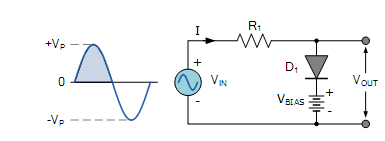 +VP
0
-VP
I
R1
+
VIN
-
D1
VBIAS
+
-
VOUT